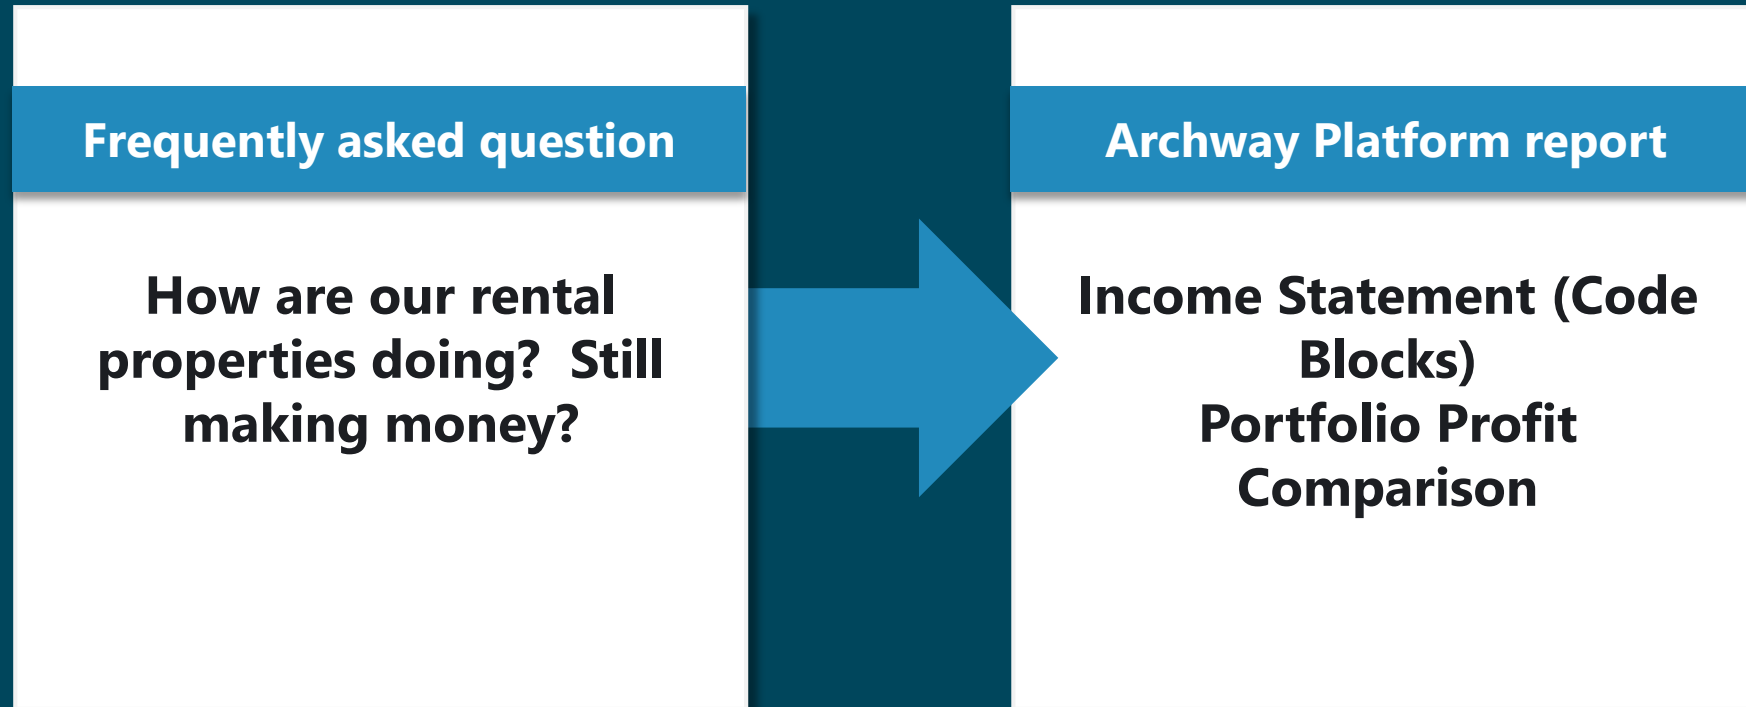 Frequently asked question
How are our rental
properties doing?  Still
making money?
Archway Platform report
Income Statement (Code
Blocks)
Portfolio Profit
Comparison